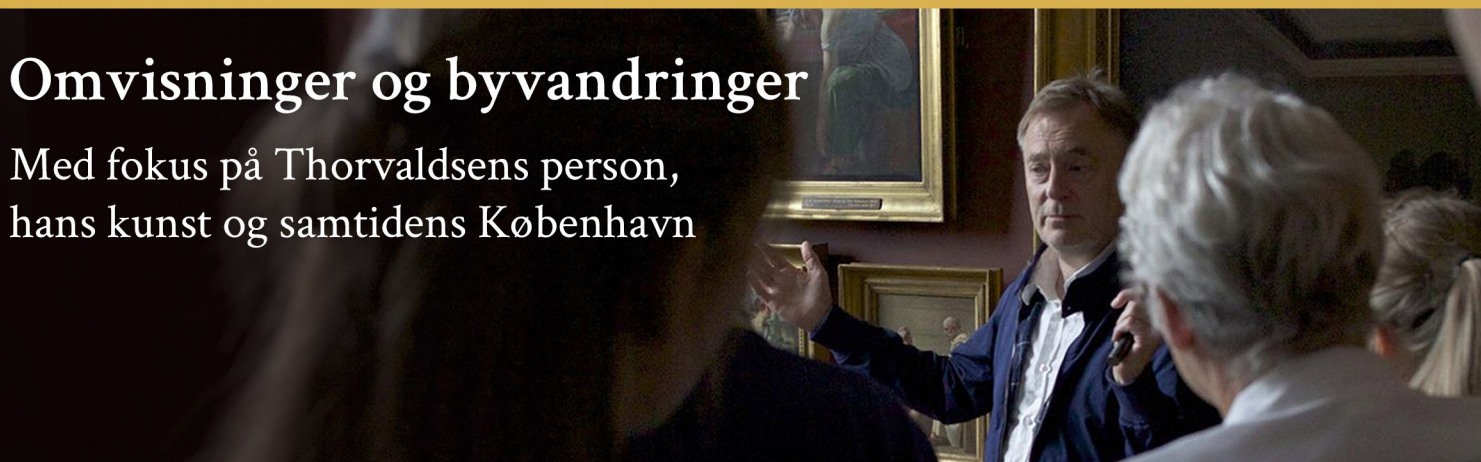 Omvisninger og byvandringer
Med fokus på Thorvaldsens person,
hans kunst og samtidens København